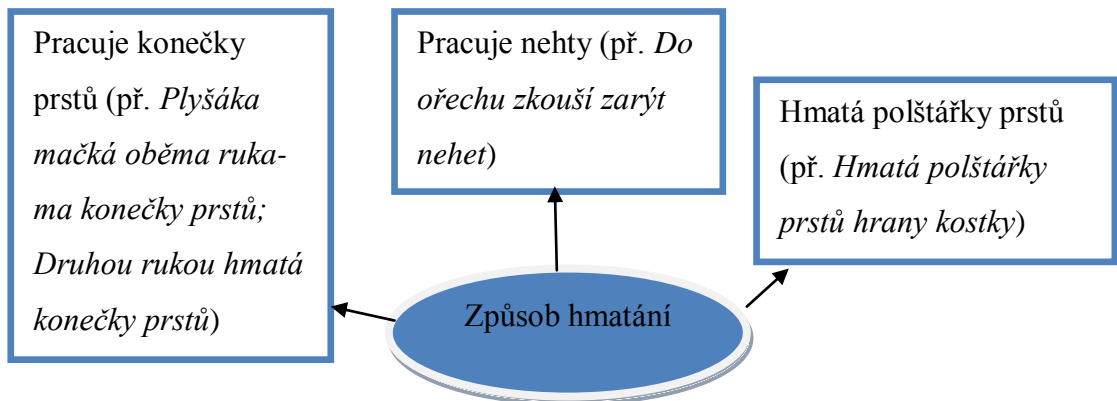 Pracuje konečky
prstů (př. Plyšáka
mačká oběma ruka-
ma konečky prstů;
Druhou rukou hmatá
konečky prstů)
Pracuje nehty (př. Do
ořechu zkouší zarýt
nehet)
Hmatá polštářky prstů
(př. Hmatá polštářky
prstů hrany kostky)
Způsob hmatání